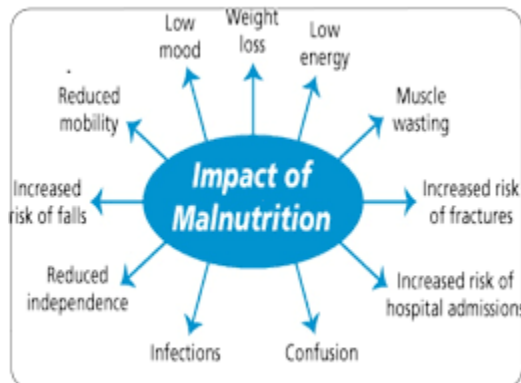 Low
mood
Weight
loss
Low
energy
Reduced
mobility
Muscle
wasting
Impact of
Malnutrition
Increased
risk of falls
Increased risk
of fractures
Reduced
independence
Increased risk of
hospital admissions
Infections
Confusion